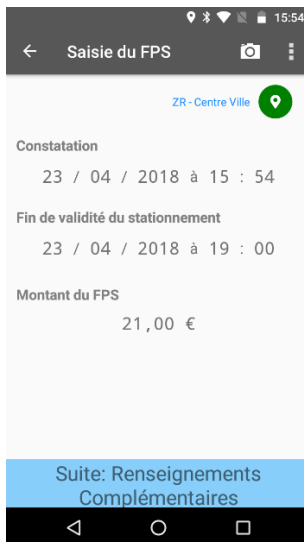 15:54
Saisie du FPS
ZR - Centre Ville
Constatation
23 / 04 / 2018 à 15 : 54
Fin de validité du stationnement
23 / 04 / 2018 à 19 : 00
Montant du FPS
21,00 €
Suite: Renseignements
Complémentaires